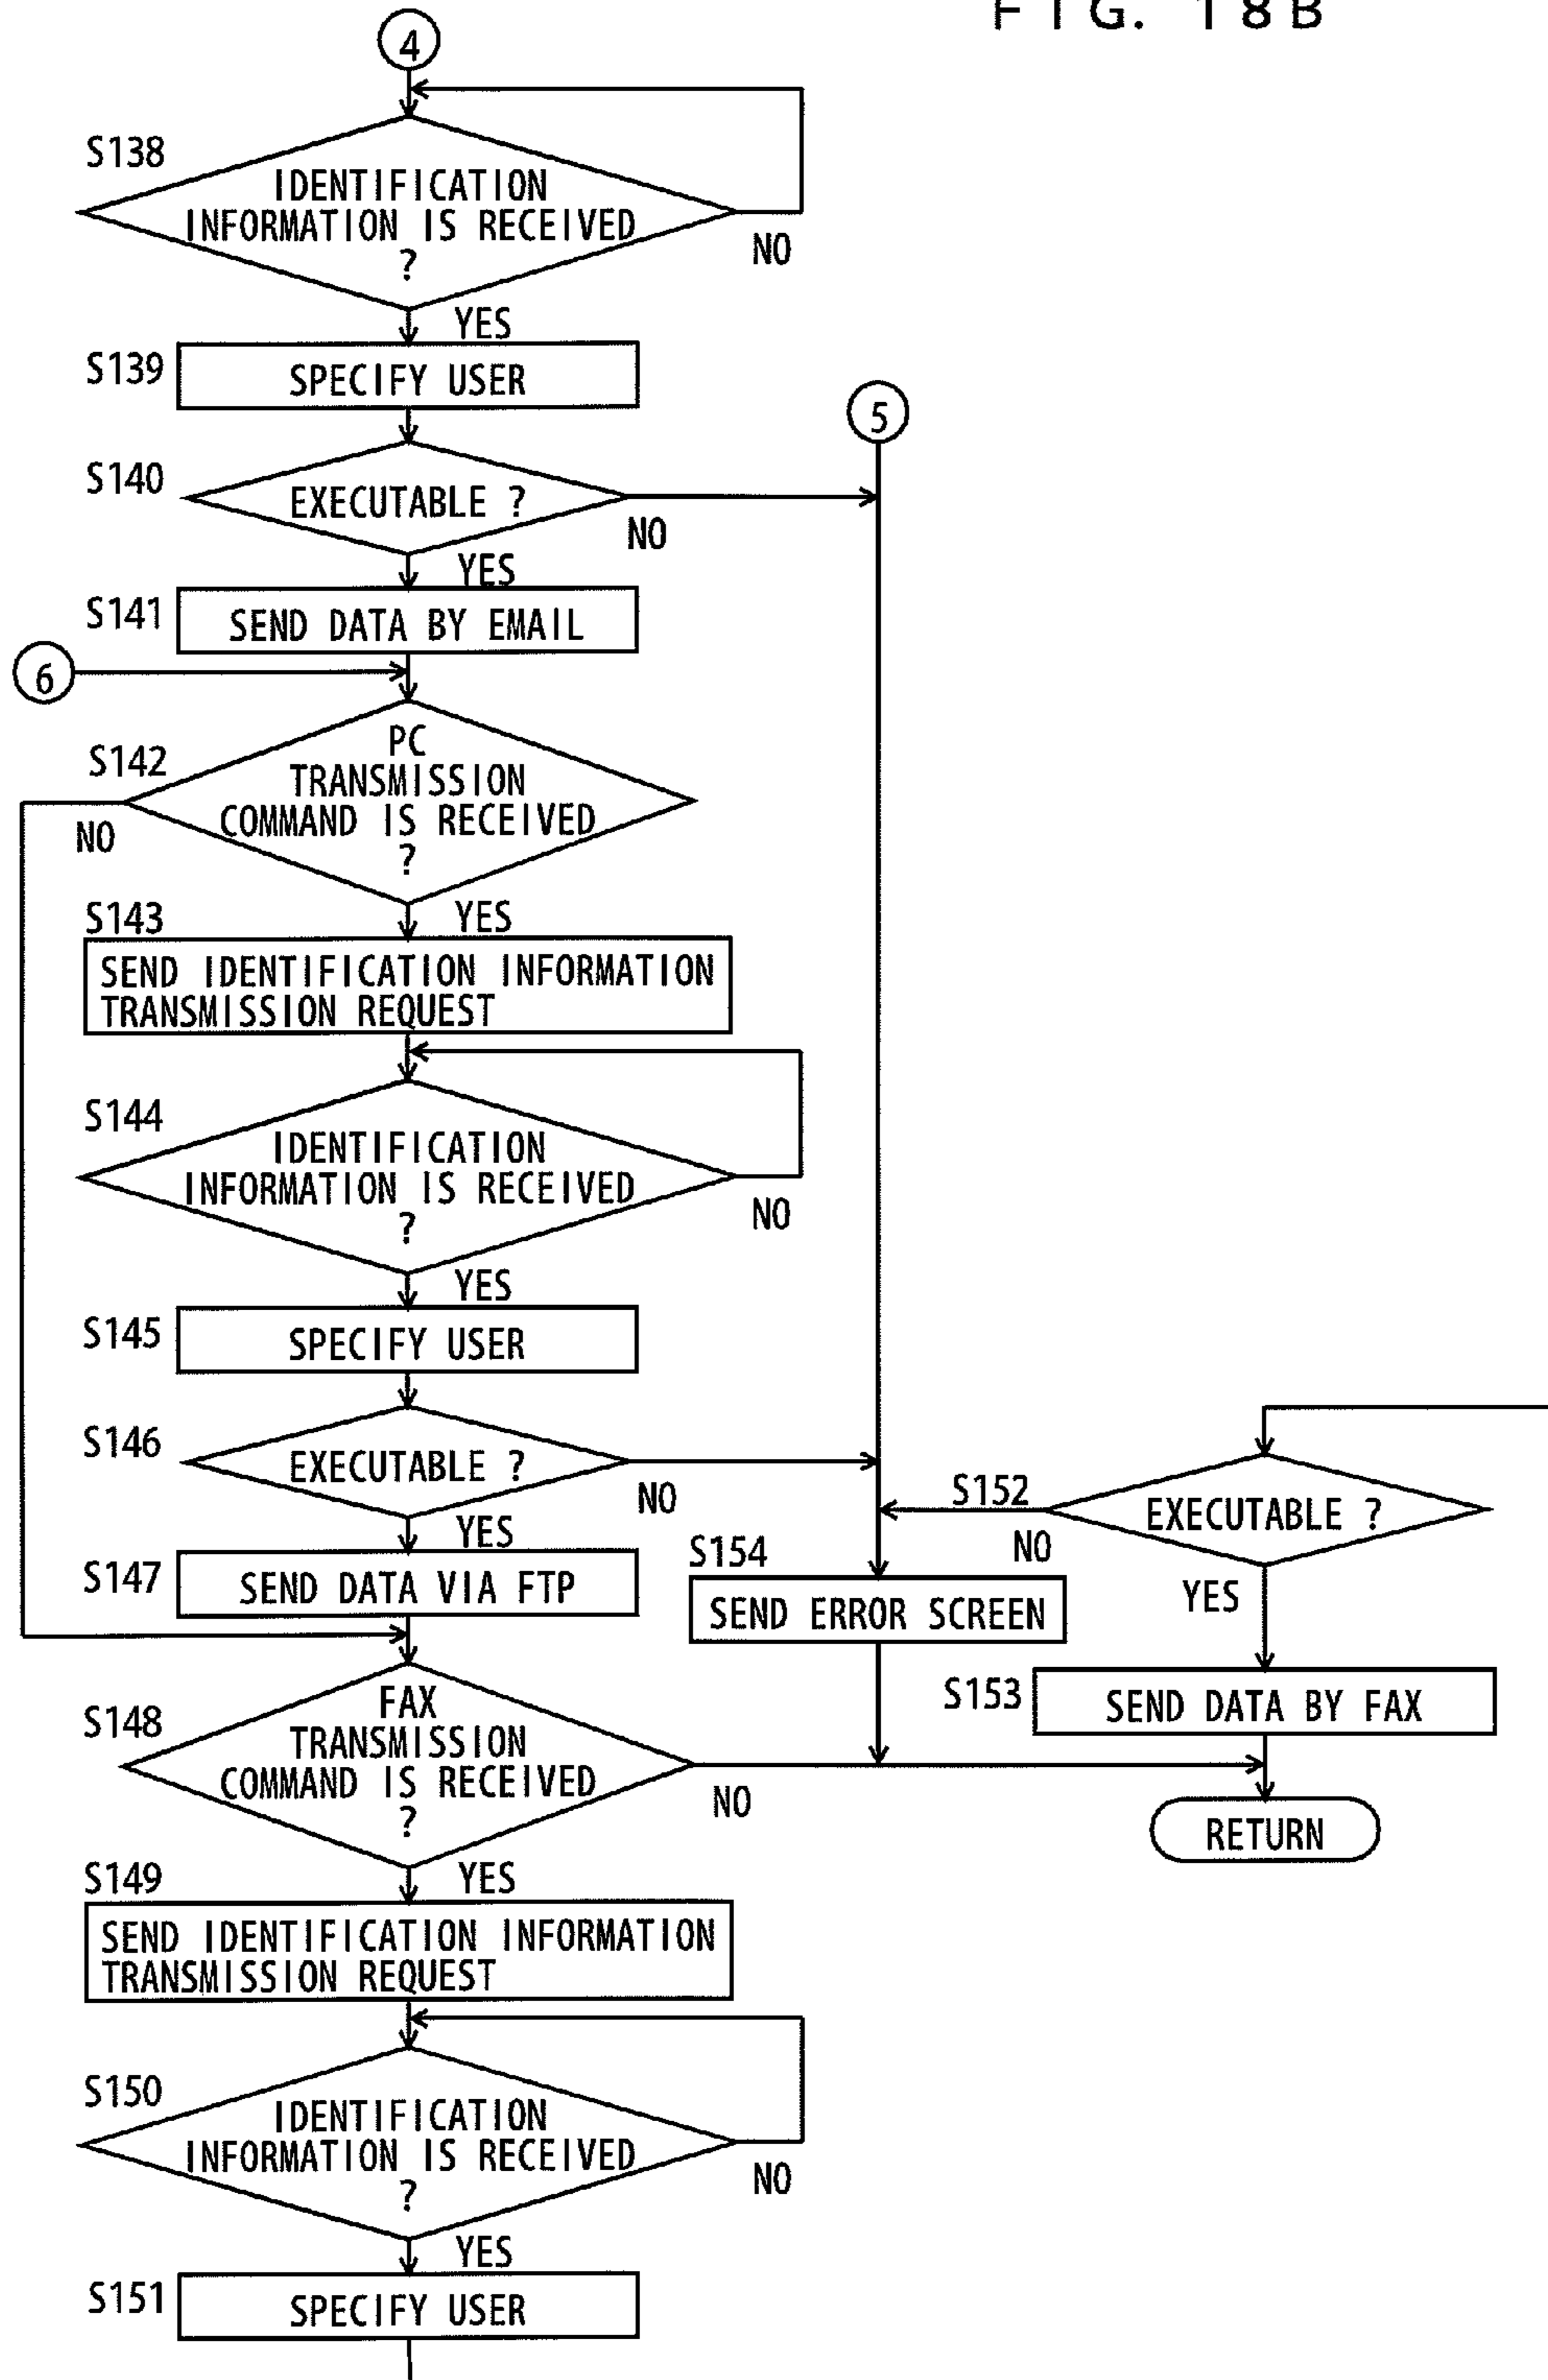 FIG. 18B
4
S138
IDENTIFICATION
INFORMATION IS RECEIVED
?
NO
YES
S139
SPECIFY USER
5
S140
EXECUTABLE ?
NO
YES
S141
SEND DATA BY EMAIL
6
S142
PC
TRANSMISSION
COMMAND IS RECEIVED
?
NO
YES
S143
SEND IDENTIFICATION INFORMATION
TRANSMISSION REQUEST
S144
IDENTIFICATION
INFORMATION IS RECEIVED
?
NO
YES
S145
SPECIFY USER
S146
EXECUTABLE ?
NO
YES
S147
SEND DATA VIA FTP
S152
EXECUTABLE ?
NO
YES
S154
SEND ERROR SCREEN
S153
SEND DATA BY FAX
S148
FAX
TRANSMISSION
COMMAND IS RECEIVED
?
NO
YES
RETURN
S149
SEND IDENTIFICATION INFORMATION
TRANSMISSION REQUEST
S150
IDENTIFICATION
INFORMATION IS RECEIVED
?
NO
YES
S151
SPECIFY USER